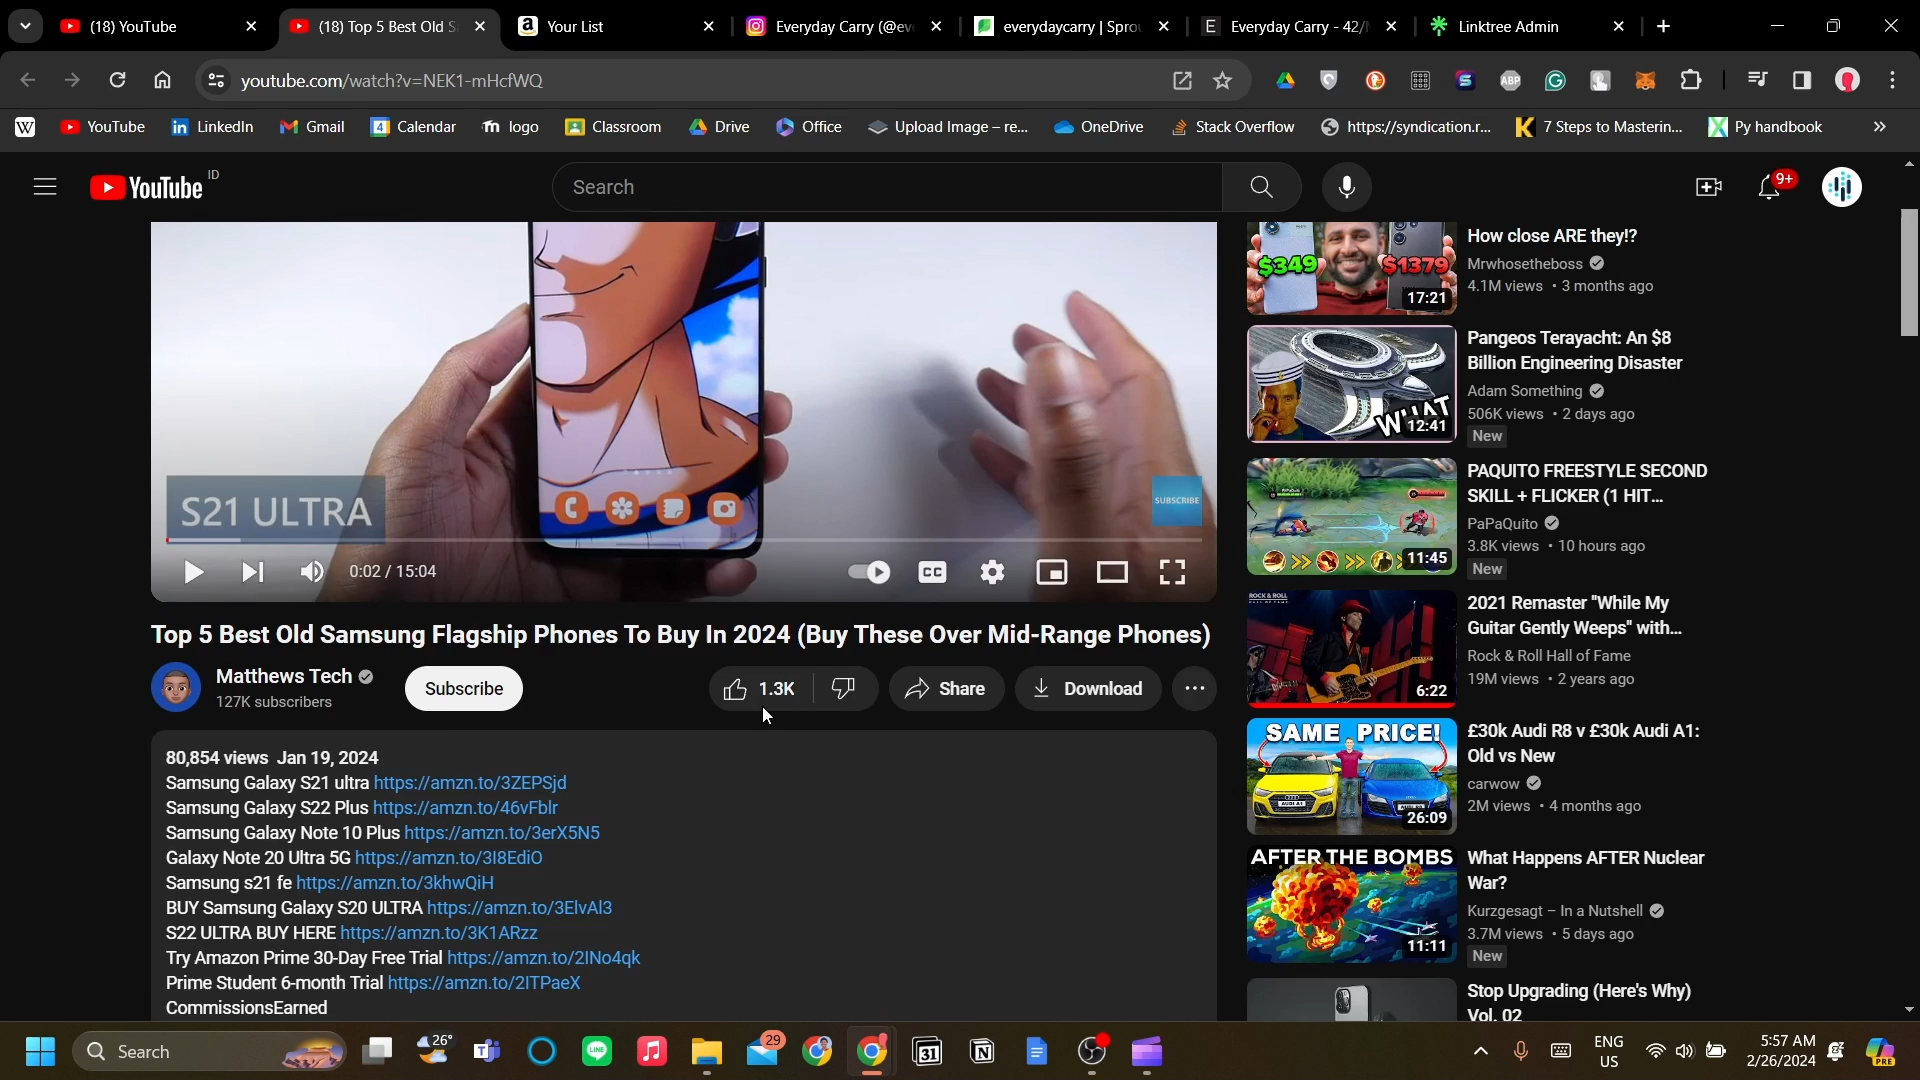 (18) YouTube
(18) Top 5 Best Old S
Your List
Everyday Carry (@ev
everydaycarry | Spro
Everyday Carry - 42/
Linktree Admin
youtube.com/watch?v=NEK1-mHcfWQ
YouTube
LinkedIn
Gmail
Calendar
logo
Classroom
Drive
Office
Upload Image – re...
OneDrive
Stack Overflow
https://syndication.r...
7 Steps to Masterin...
Py handbook
YouTube ID
Search
9+
S21 ULTRA
SUBSCRIBE
0:02 / 15:04
CC
Top 5 Best Old Samsung Flagship Phones To Buy In 2024 (Buy These Over Mid-Range Phones)
Matthews Tech
127K subscribers
Subscribe
1.3K
Share
Download
80,854 views Jan 19, 2024
Samsung Galaxy S21 ultra https://amzn.to/3ZEPSjd
Samsung Galaxy S22 Plus https://amzn.to/46vFblr
Samsung Galaxy Note 10 Plus https://amzn.to/3erX5N5
Galaxy Note 20 Ultra 5G https://amzn.to/3I8EdiO
Samsung s21 fe https://amzn.to/3khwQiH
BUY Samsung Galaxy S20 ULTRA https://amzn.to/3ElvAl3
S22 ULTRA BUY HERE https://amzn.to/3K1ARzz
Try Amazon Prime 30-Day Free Trial https://amzn.to/2INo4qk
Prime Student 6-month Trial https://amzn.to/2ITPaeX
CommissionsEarned
$349
$1379
17:21
How close ARE they!?
Mrwhosetheboss
4.1M views • 3 months ago
WHAT
12:41
Pangeos Terayacht: An $8
Billion Engineering Disaster
Adam Something
506K views • 2 days ago
New
11:45
PAQUITO FREESTYLE SECOND
SKILL + FLICKER (1 HIT...
PaPaQuito
3.8K views • 10 hours ago
New
ROCK & ROLL
HALL OF FAME
6:22
2021 Remaster "While My
Guitar Gently Weeps" with...
Rock & Roll Hall of Fame
19M views • 2 years ago
SAME PRICE!
26:09
£30k Audi R8 v £30k Audi A1:
Old vs New
carwow
2M views • 4 months ago
AFTER THE BOMBS
11:11
What Happens AFTER Nuclear
War?
Kurzgesagt – In a Nutshell
3.7M views • 5 days ago
New
Stop Upgrading (Here's Why)
Vol. 02
Search
26°
29
31
ENG
US
5:57 AM
2/26/2024
PRE